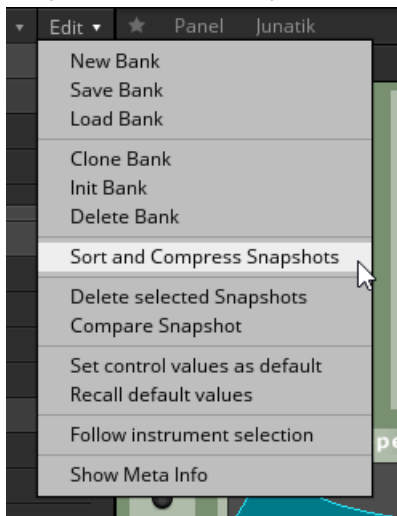 Edit ▾ ★ Panel Junatik
New Bank
Save Bank
Load Bank
Clone Bank
Init Bank
Delete Bank
Sort and Compress Snapshots
Delete selected Snapshots
Compare Snapshot
Set control values as default
Recall default values
Follow instrument selection
Show Meta Info